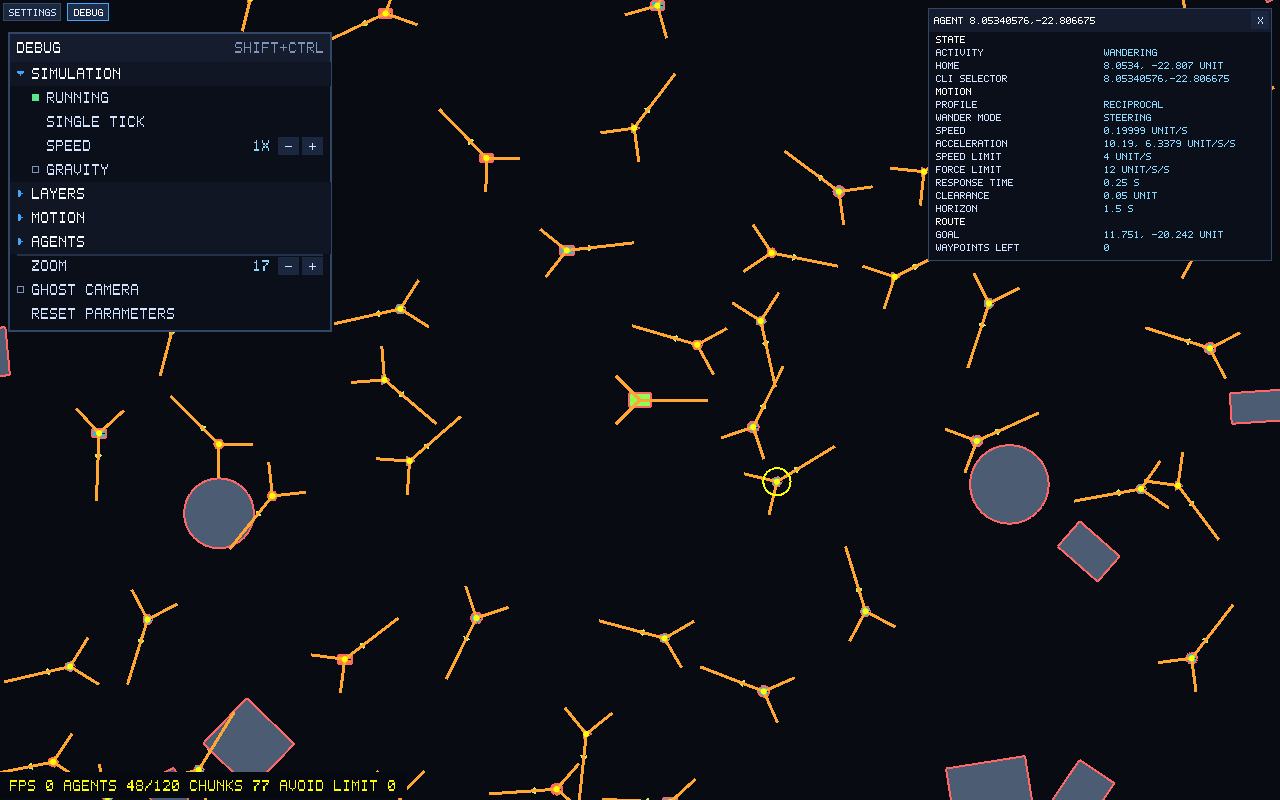 SETTINGS DEBUG
DEBUG SHIFT+CTRL
SIMULATION
RUNNING
SINGLE TICK
SPEED 1X - +
GRAVITY
LAYERS
MOTION
AGENTS
ZOOM 17 - +
GHOST CAMERA
RESET PARAMETERS
AGENT 8.05340576,-22.806675 X
STATE
ACTIVITY WANDERING
HOME 8.0534, -22.807 UNIT
CLI SELECTOR 8.05340576,-22.806675
MOTION
PROFILE RECIPROCAL
WANDER MODE STEERING
SPEED 0.19999 UNIT/S
ACCELERATION 10.19, 6.3379 UNIT/S/S
SPEED LIMIT 4 UNIT/S
FORCE LIMIT 12 UNIT/S/S
RESPONSE TIME 0.25 S
CLEARANCE 0.05 UNIT
HORIZON 1.5 S
ROUTE
GOAL 11.751, -20.242 UNIT
WAYPOINTS LEFT 0
FPS 0 AGENTS 48/120 CHUNKS 77 AVOID LIMIT 0